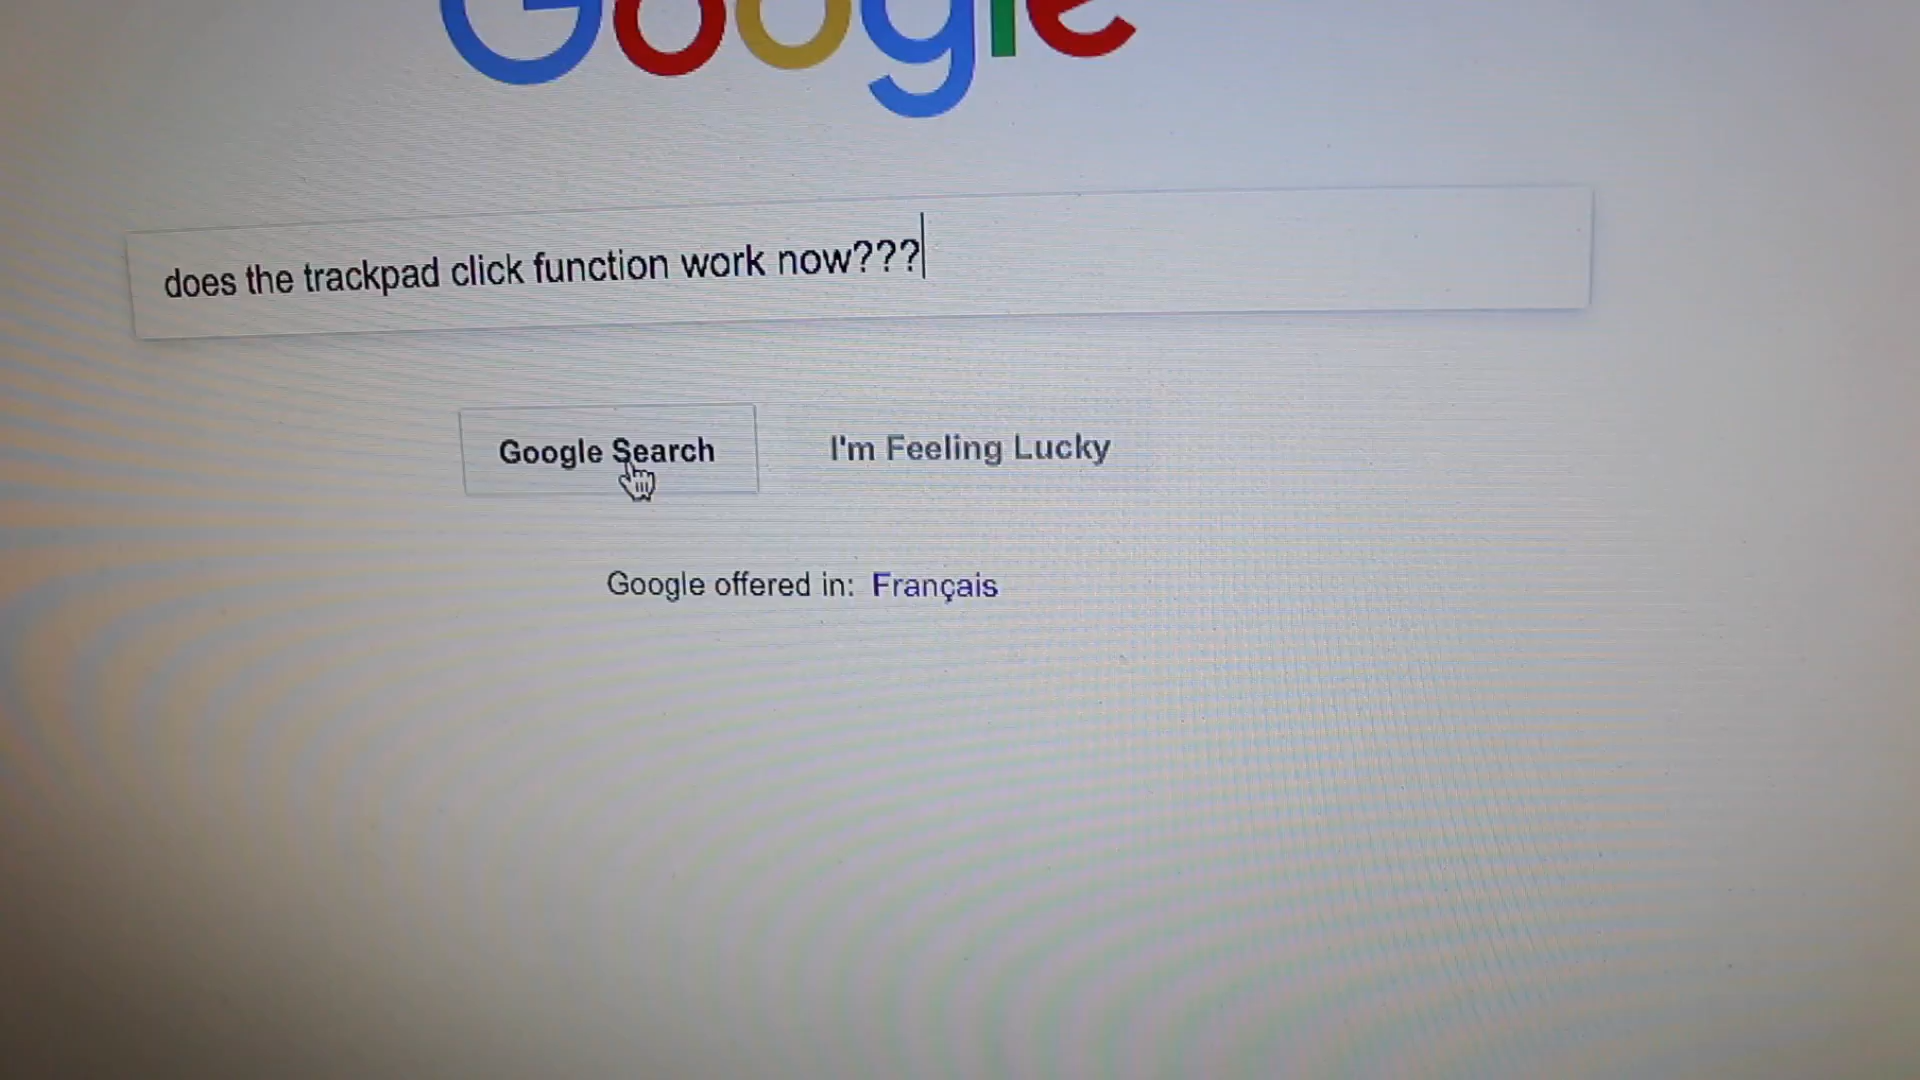 Google
does the trackpad click function work now???
Google Search
I'm Feeling Lucky
Google offered in: Français